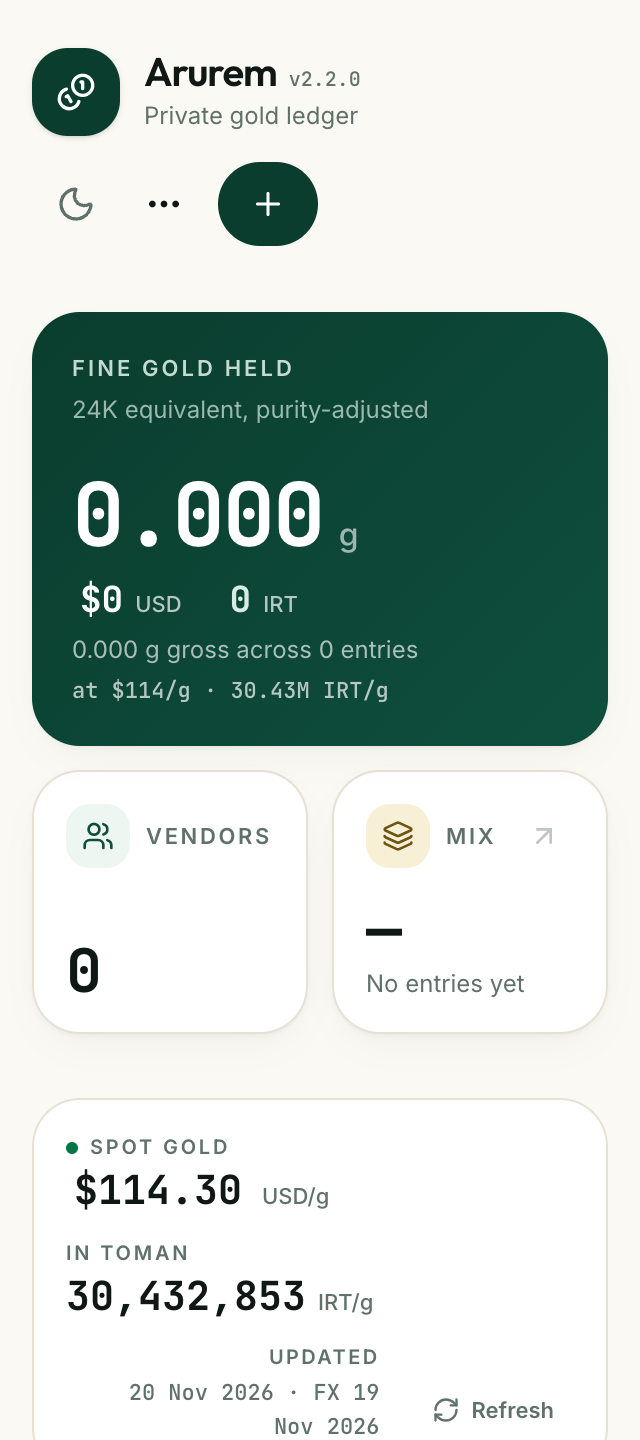 Arurem v2.2.0
Private gold ledger
FINE GOLD HELD
24K equivalent, purity-adjusted
0.000 g
$0 USD 0 IRT
0.000 g gross across 0 entries
at $114/g · 30.43M IRT/g
VENDORS
0
MIX
—
No entries yet
SPOT GOLD
$114.30 USD/g
IN TOMAN
30,432,853 IRT/g
UPDATED
20 Nov 2026 · FX 19
Nov 2026
Refresh